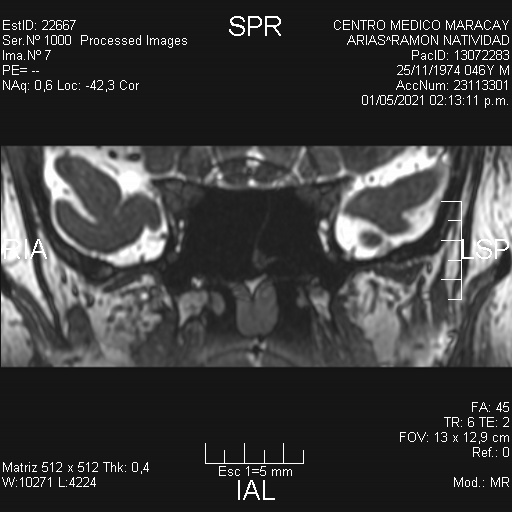 EstID: 22667
Ser.Nº 1000 Processed Images
Ima.Nº 7
PE= --
NAq: 0,6 Loc: -42,3 Cor
SPR
CENTRO MEDICO MARACAY
ARIAS^RAMON NATIVIDAD
PacID: 13072283
25/11/1974 046Y M
AccNum: 23113301
01/05/2021 02:13:11 p.m.
RIA
LSP
FA: 45
TR: 6 TE: 2
FOV: 13 x 12,9 cm
Ref.: 0
Matriz 512 x 512 Thk: 0,4
W:10271 L:4224
Esc 1=5 mm
IAL
Mod.: MR